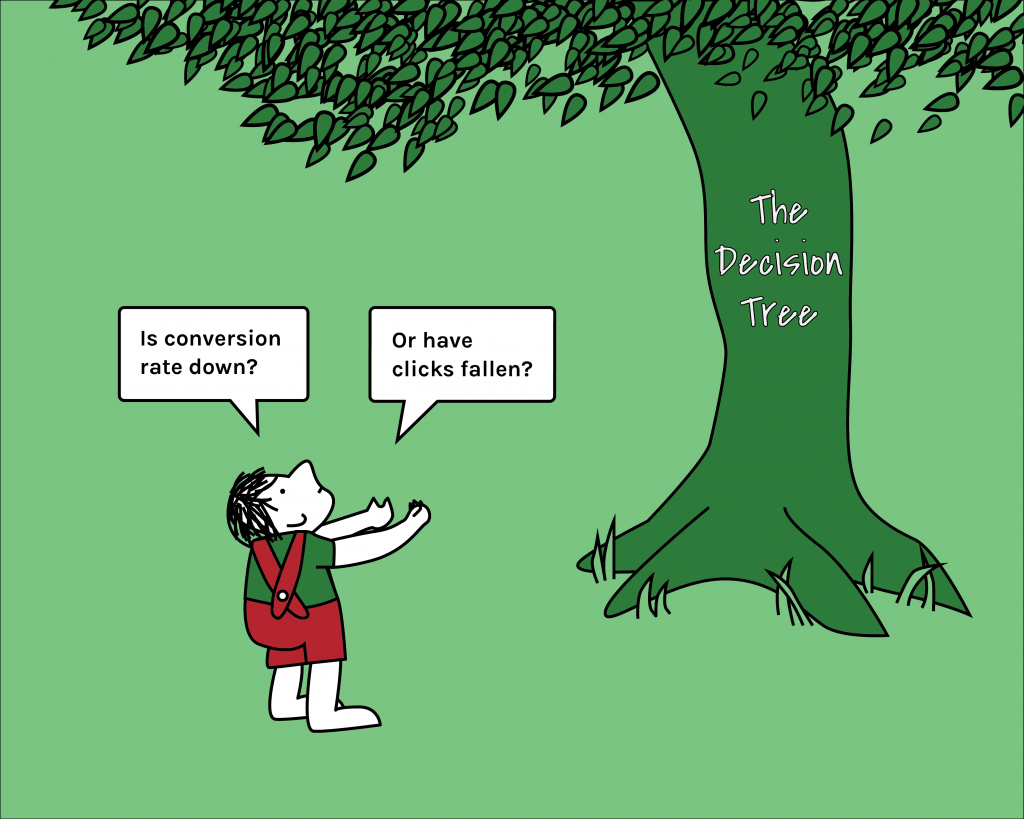 The
Decision
Tree
Is conversion
rate down?
Or have
clicks fallen?